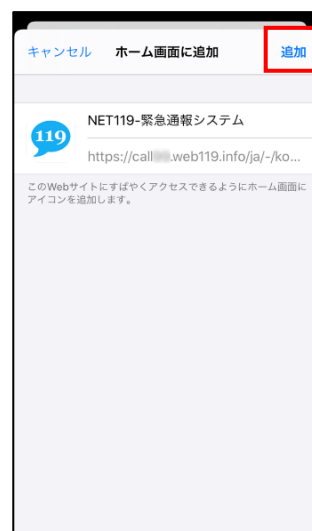 キャンセル ホーム画面に追加 追加
119
NET119-緊急通報システム
https://call .web119.info/ja/-/ko...
このWebサイトにすばやくアクセスできるようにホーム画面に
アイコンを追加します。